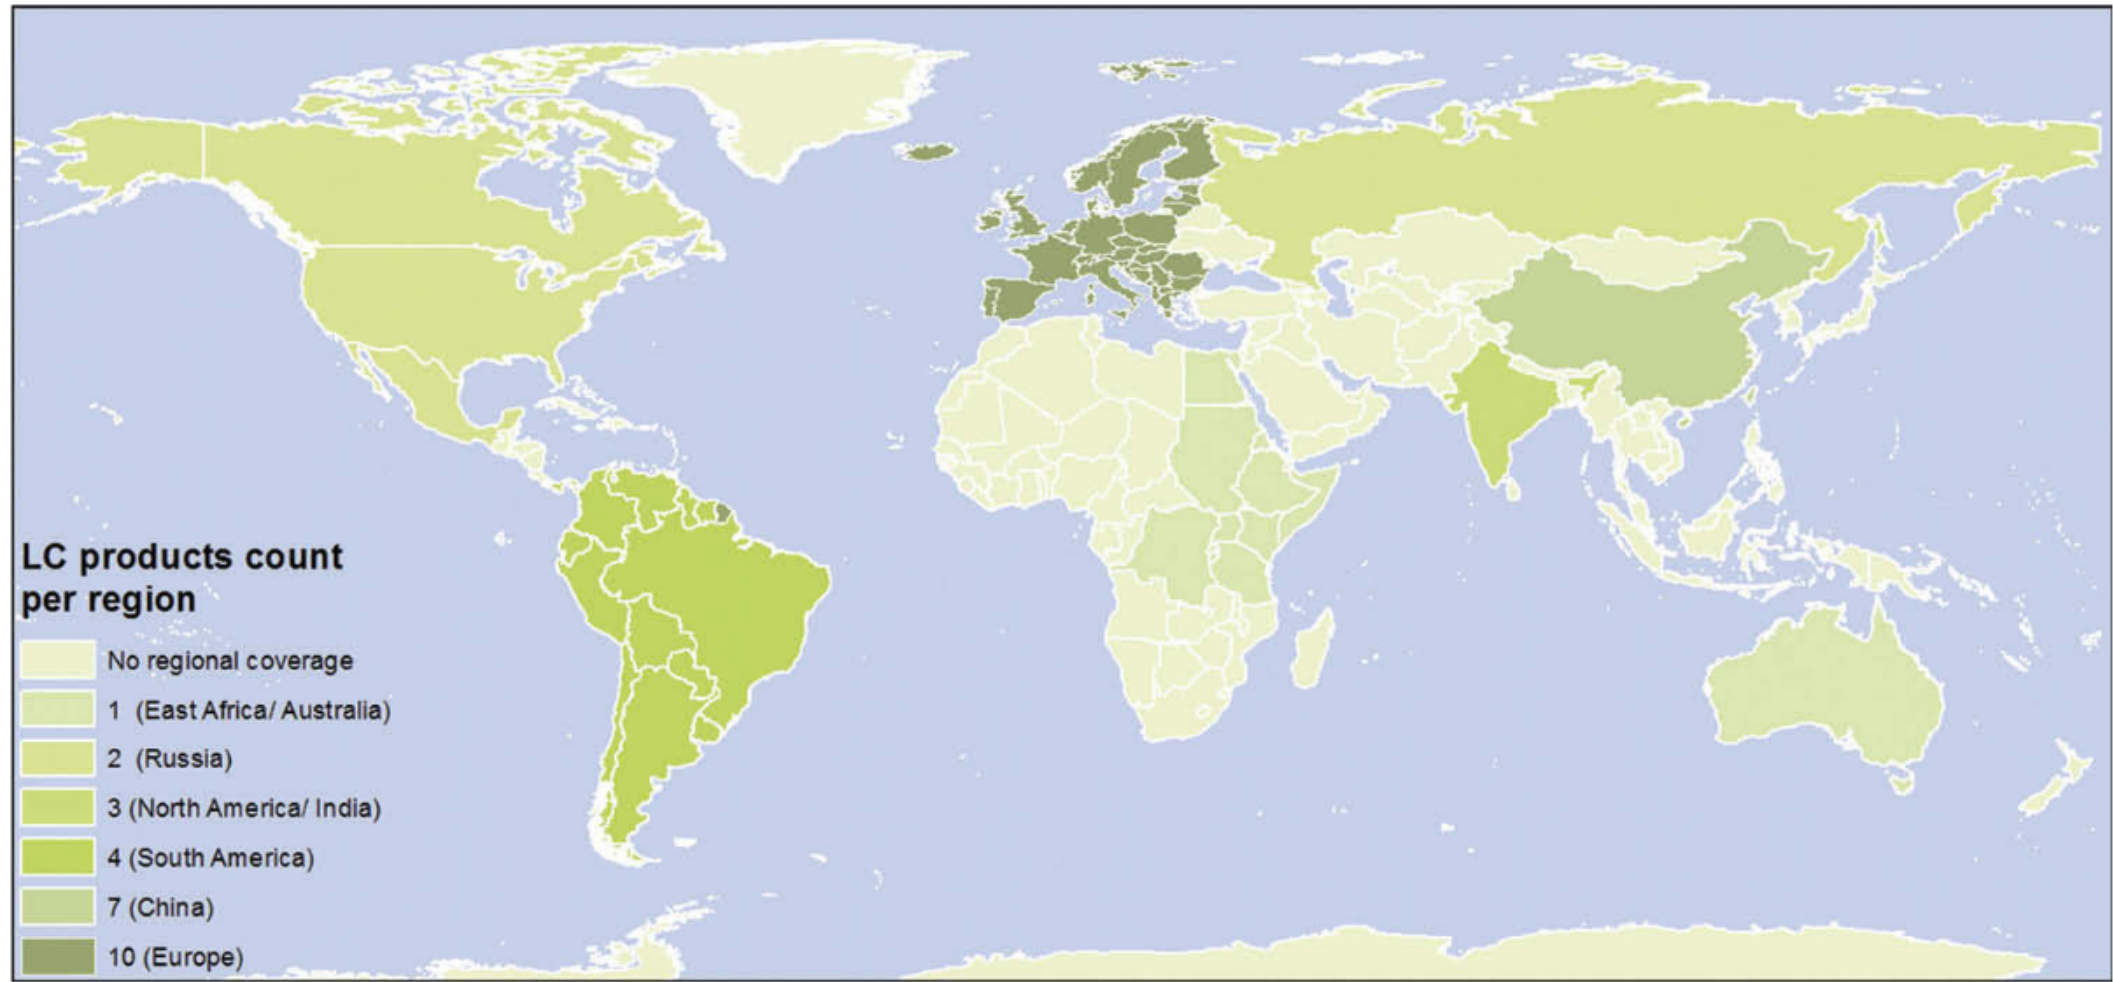 LC products count
per region
No regional coverage
1 (East Africa/ Australia)
2 (Russia)
3 (North America/ India)
4 (South America)
7 (China)
10 (Europe)